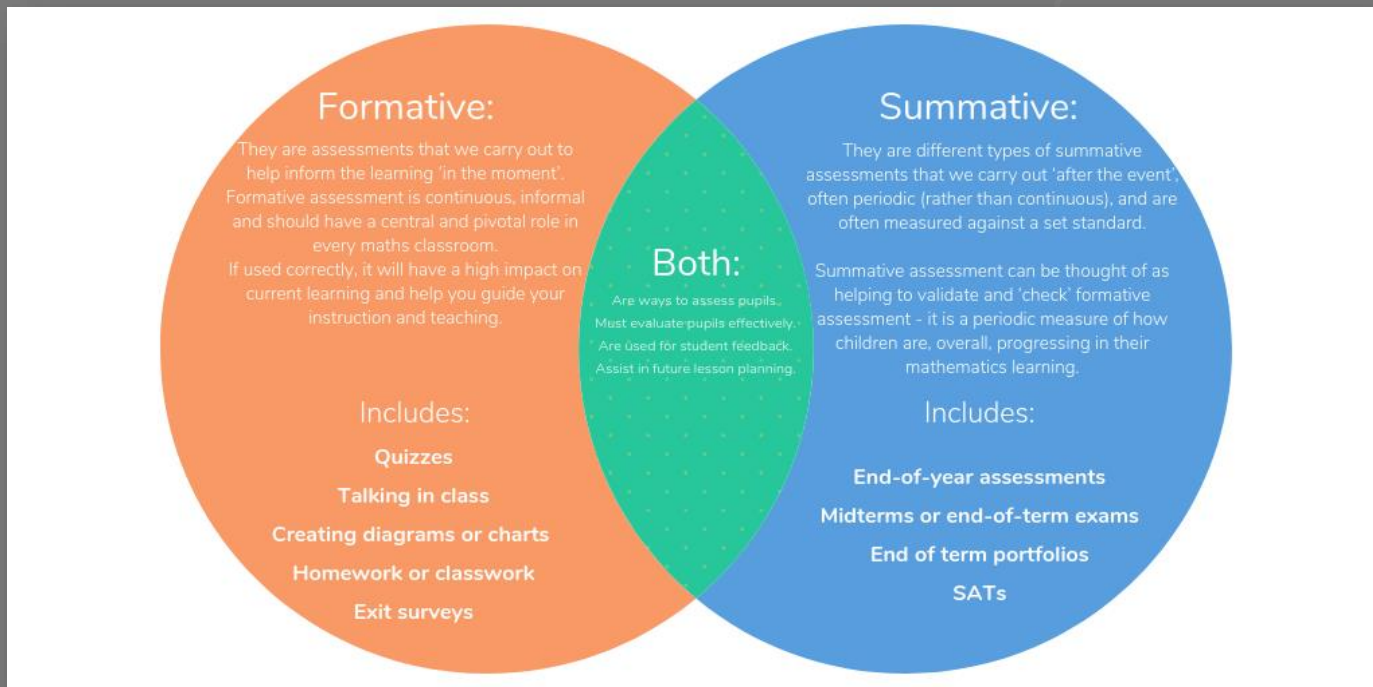 Formative:
They are assessments that we carry out to
help inform the learning 'in the moment'.
Formative assessment is continuous, informal
and should have a central and pivotal role in
every maths classroom.
If used correctly, it will have a high impact on
current learning and help you guide your
instruction and teaching.
Includes:
Quizzes
Talking in class
Creating diagrams or charts
Homework or classwork
Exit surveys
Both:
Are ways to assess pupils.
Must evaluate pupils effectively.
Are used for student feedback.
Assist in future lesson planning.
Summative:
They are different types of summative
assessments that we carry out 'after the event',
often periodic (rather than continuous), and are
often measured against a set standard.
Summative assessment can be thought of as
helping to validate and 'check' formative
assessment - it is a periodic measure of how
children are, overall, progressing in their
mathematics learning.
Includes:
End-of-year assessments
Midterms or end-of-term exams
End of term portfolios
SATs